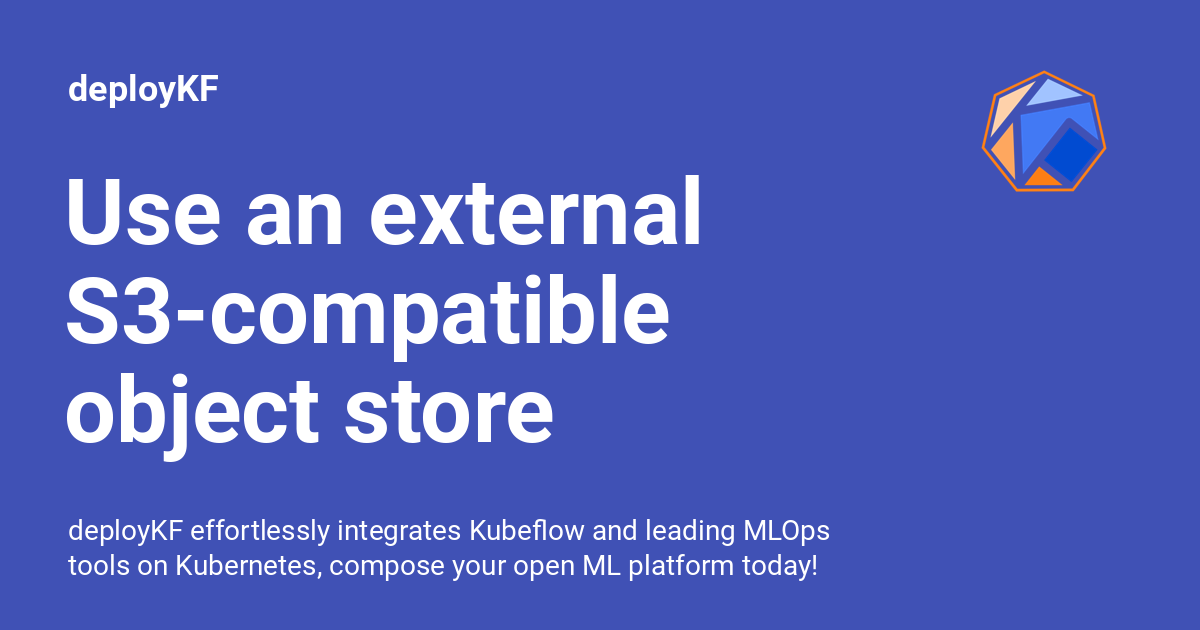 deployKF
Use an external
S3-compatible
object store
deployKF effortlessly integrates Kubeflow and leading MLOps
tools on Kubernetes, compose your open ML platform today!